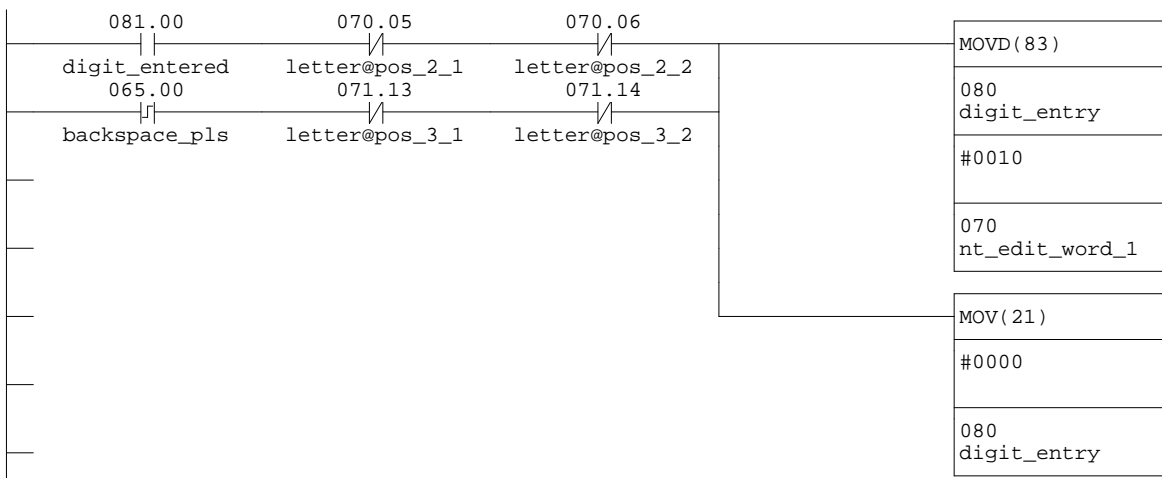 081.00 070.05 070.06
MOVD(83)
digit_entered letter@pos_2_1 letter@pos_2_2
065.00 071.13 071.14
080
digit_entry
backspace_pls letter@pos_3_1 letter@pos_3_2
#0010
070
nt_edit_word_1
MOV(21)
#0000
080
digit_entry